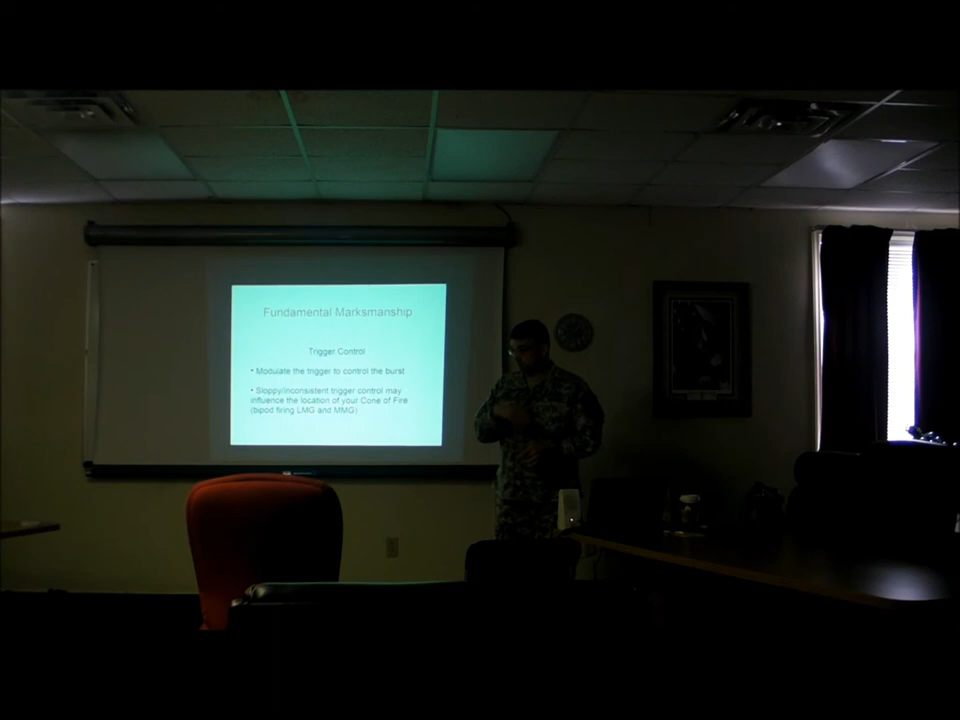 Fundamental Marksmanship
Trigger Control
• Modulate the trigger to control the burst
• Sloppy/inconsistent trigger control may
influence the location of your Cone of Fire
(bipod firing LMG and MMG)